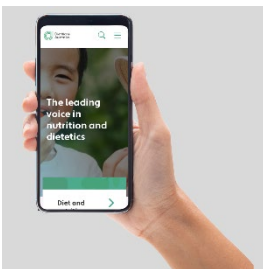 The leading
voice in
nutrition and
dietetics
Diet and